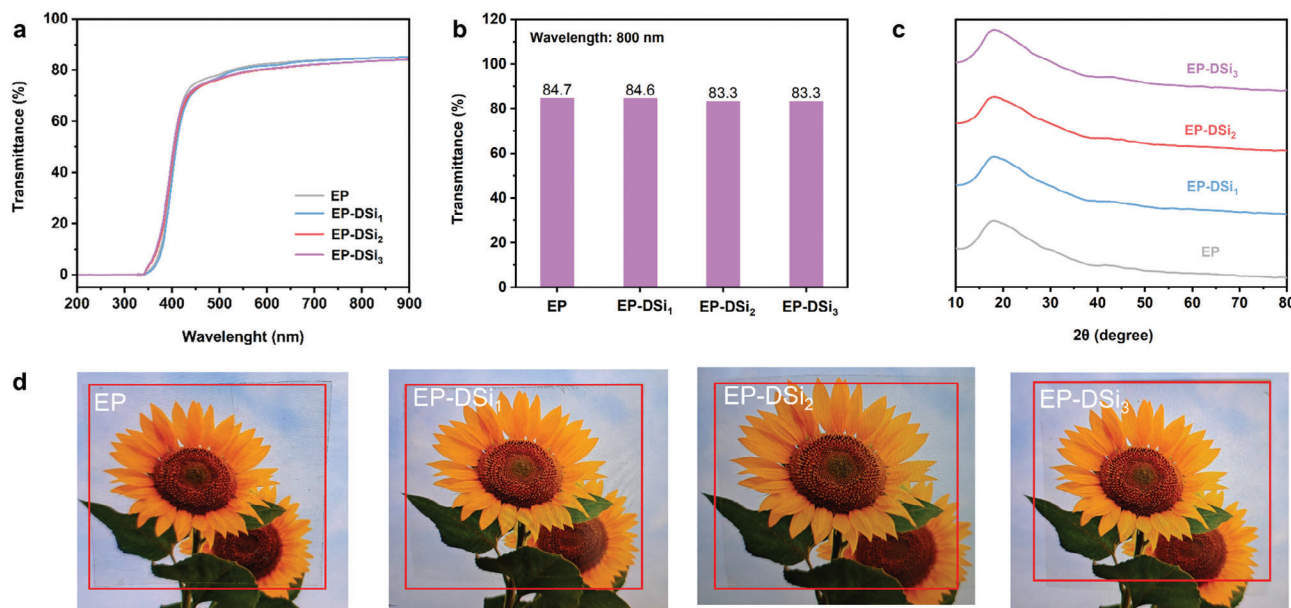 a
100
80
60
40
20
0
Transmittance (%)
EP
EP-DSi₁
EP-DSi₂
EP-DSi₃
200 300 400 500 600 700 800 900
Wavelenght (nm)
b
Wavelength: 800 nm
120
100
80
60
40
20
0
Transmittance (%)
84.7 84.6 83.3 83.3
EP EP-DSi₁ EP-DSi₂ EP-DSi₃
c
EP-DSi₃
EP-DSi₂
EP-DSi₁
EP
10 20 30 40 50 60 70 80
2θ (degree)
d
EP
EP-DSi₁
EP-DSi₂
EP-DSi₃